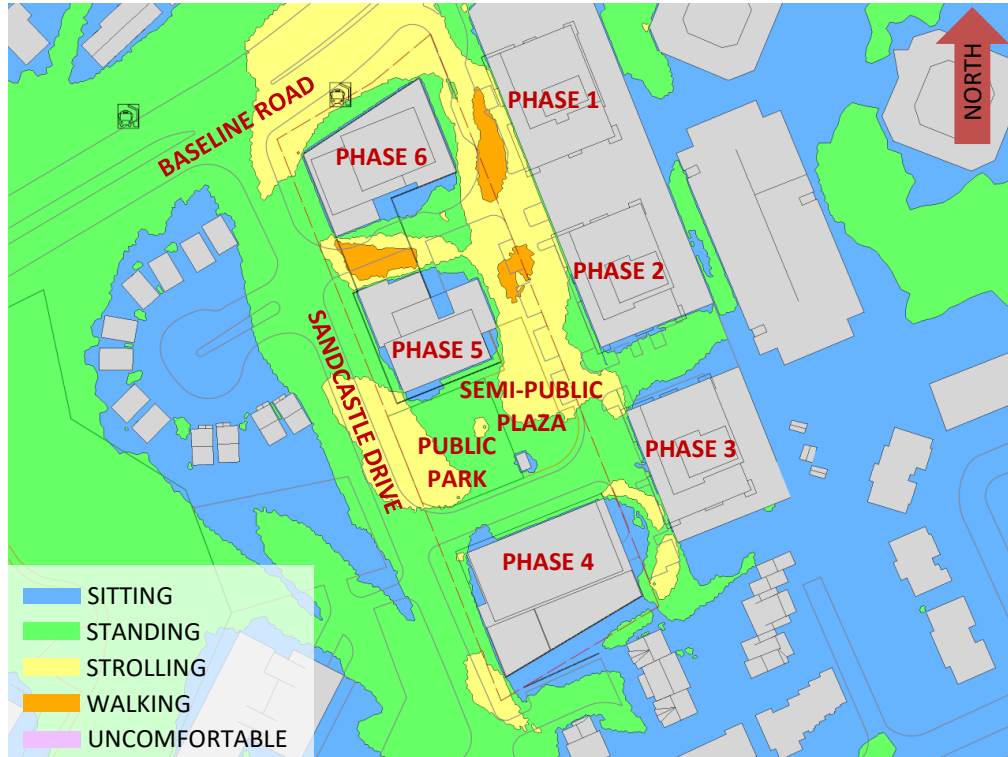 NORTH
PHASE 1
BASELINE ROAD
PHASE 6
PHASE 2
SANDCASTLE DRIVE
PHASE 5
SEMI-PUBLIC
PLAZA
PUBLIC
PARK
PHASE 3
PHASE 4
SITTING
STANDING
STROLLING
WALKING
UNCOMFORTABLE